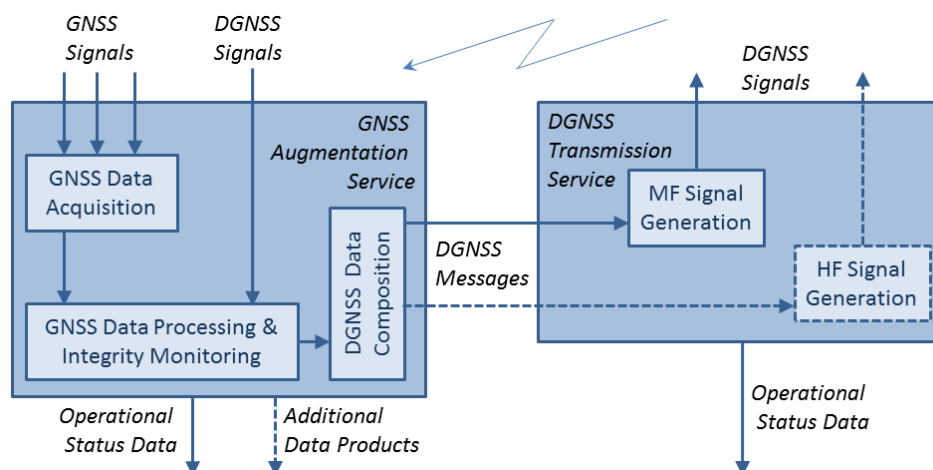 GNSS
Signals
DGNSS
Signals
DGNSS
Signals
GNSS
Augmentation
Service
DGNSS
Transmission
Service
GNSS Data
Acquisition
MF Signal
Generation
DGNSS Data
Composition
DGNSS
Messages
HF Signal
Generation
GNSS Data Processing &
Integrity Monitoring
Operational
Status Data
Additional
Data Products
Operational
Status Data